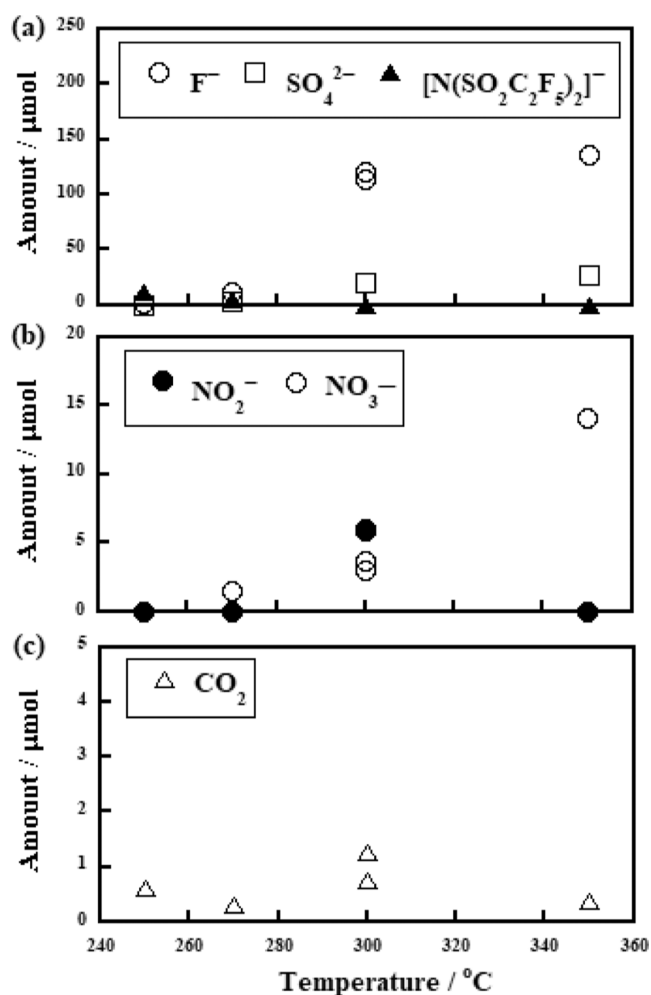 (a)
250
200
150
100
50
0
Amount / μmol
F⁻ SO₄²⁻ [N(SO₂C₂F₅)₂]⁻
(b)
20
15
10
5
0
Amount / μmol
NO₂⁻ NO₃⁻
(c)
5
4
3
2
1
0
Amount / μmol
CO₂
240 260 280 300 320 340 360
Temperature / °C